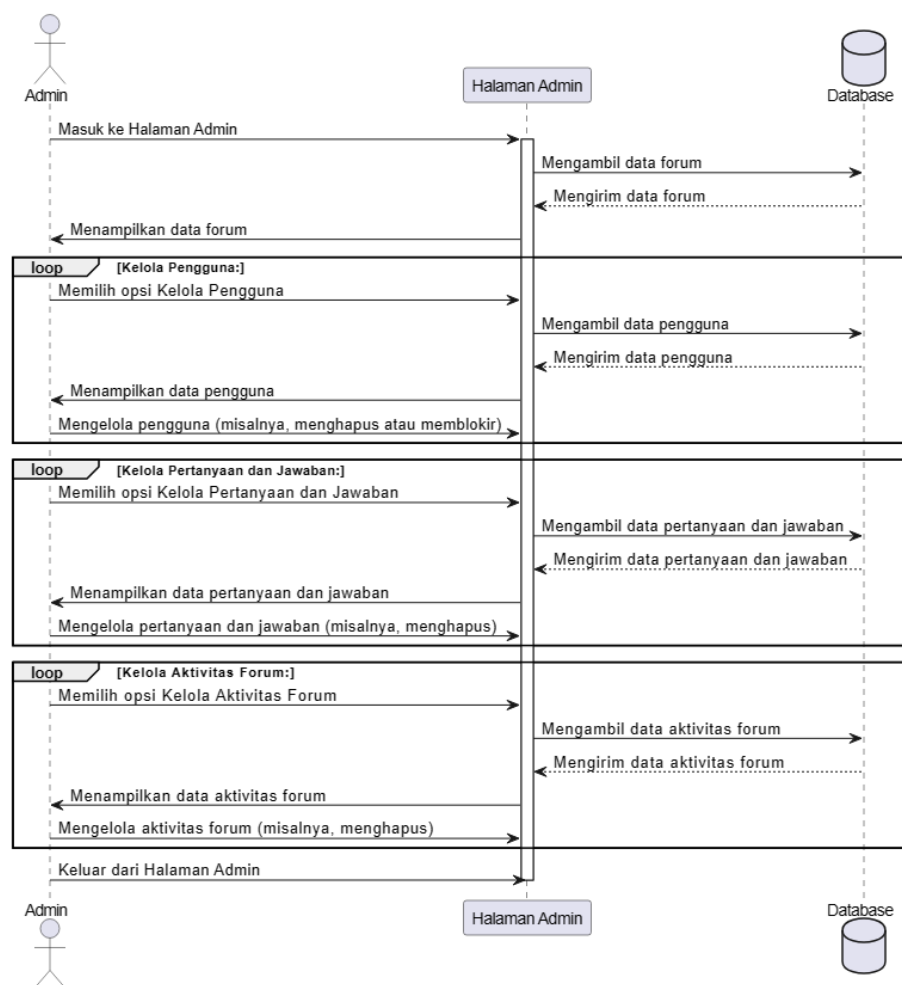 Admin
Halaman Admin
Database
Masuk ke Halaman Admin
Mengambil data forum
Mengirim data forum
Menampilkan data forum
loop [Kelola Pengguna:]
Memilih opsi Kelola Pengguna
Mengambil data pengguna
Mengirim data pengguna
Menampilkan data pengguna
Mengelola pengguna (misalnya, menghapus atau memblokir)
loop [Kelola Pertanyaan dan Jawaban:]
Memilih opsi Kelola Pertanyaan dan Jawaban
Mengambil data pertanyaan dan jawaban
Mengirim data pertanyaan dan jawaban
Menampilkan data pertanyaan dan jawaban
Mengelola pertanyaan dan jawaban (misalnya, menghapus)
loop [Kelola Aktivitas Forum:]
Memilih opsi Kelola Aktivitas Forum
Mengambil data aktivitas forum
Mengirim data aktivitas forum
Menampilkan data aktivitas forum
Mengelola aktivitas forum (misalnya, menghapus)
Keluar dari Halaman Admin
Admin
Halaman Admin
Database